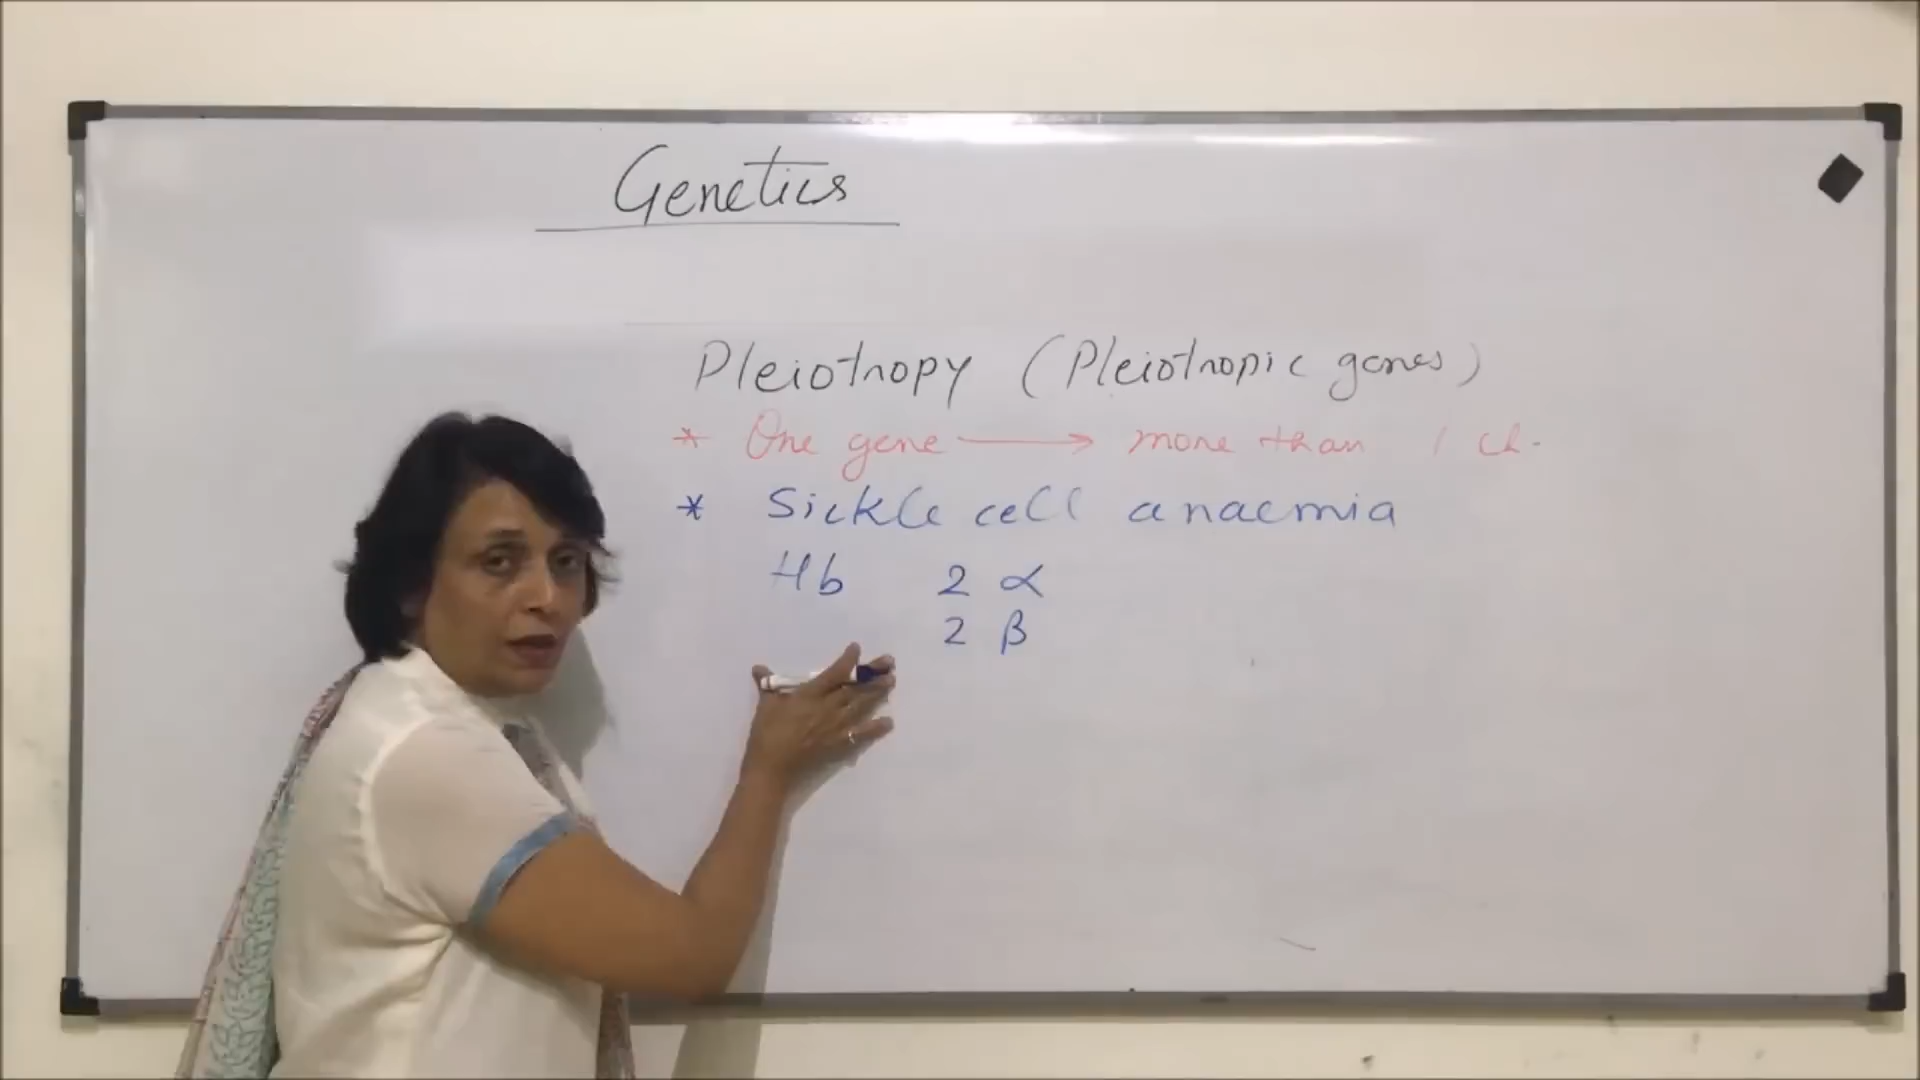 Genetics
Pleiotropy (Pleiotropic genes)
* One gene → more than 1 ch.
* Sickle cell anaemia
Hb 2 α
2 β